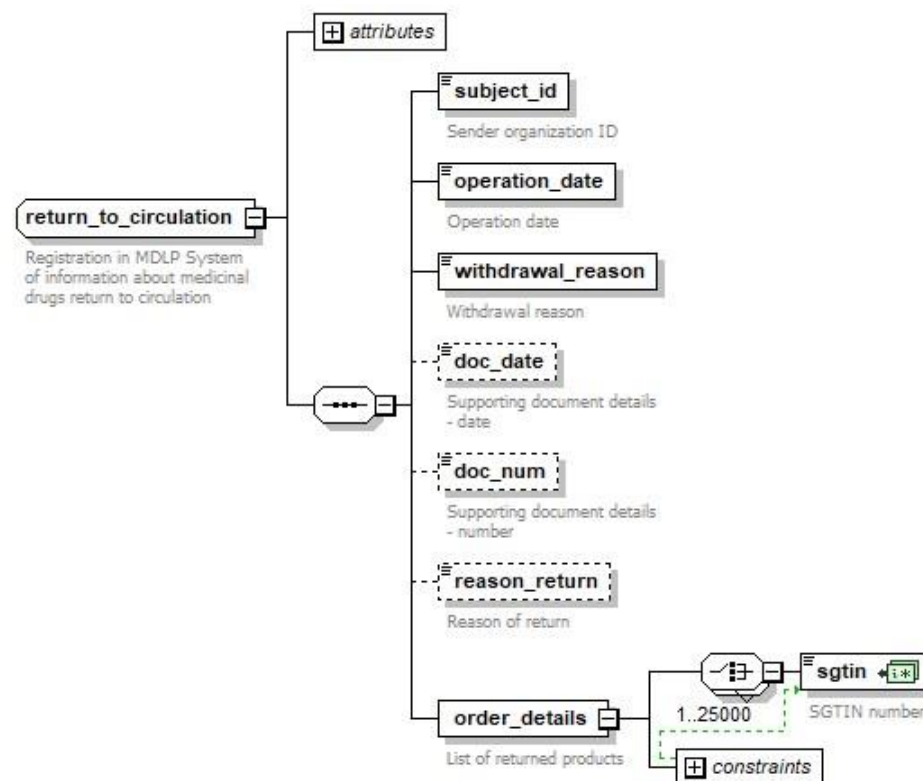 attributes
subject_id
Sender organization ID
operation_date
Operation date
return_to_circulation
Registration in MDLP System
of information about medicinal
drugs return to circulation
withdrawal_reason
Withdrawal reason
doc_date
Supporting document details
- date
doc_num
Supporting document details
- number
reason_return
Reason of return
order_details
List of returned products
1..25000
sgtin
i*
SGTIN number
constraints